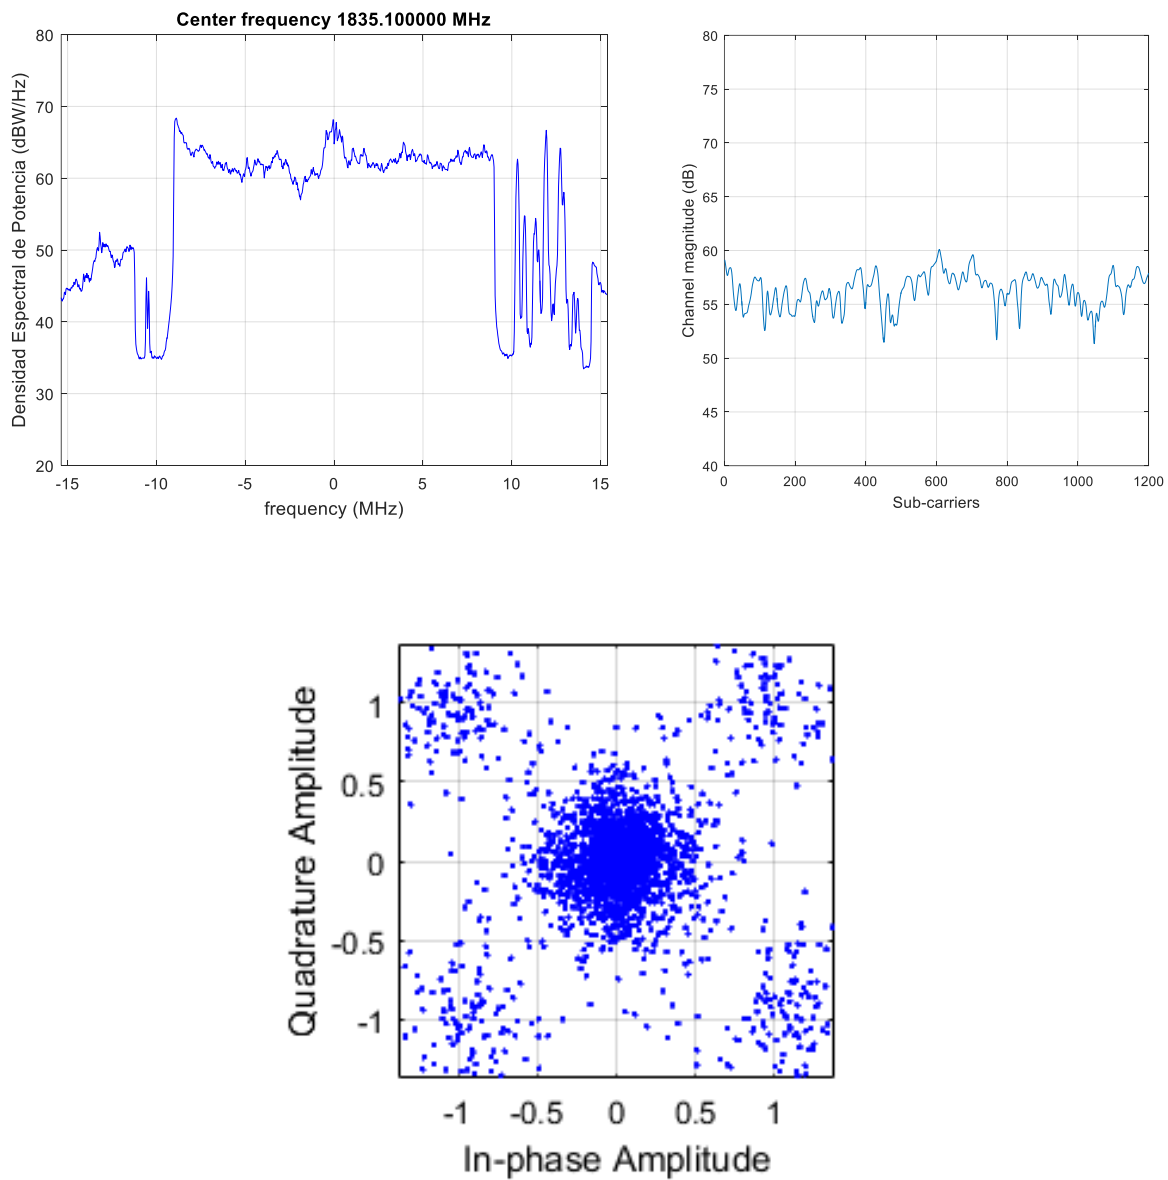 Center frequency 1835.100000 MHz
Densidad Espectral de Potencia (dBW/Hz)
80
70
60
50
40
30
20
-15 -10 -5 0 5 10 15
frequency (MHz)
Channel magnitude (dB)
80
75
70
65
60
55
50
45
40
0 200 400 600 800 1000 1200
Sub-carriers
Quadrature Amplitude
1
0.5
0
-0.5
-1
-1 -0.5 0 0.5 1
In-phase Amplitude